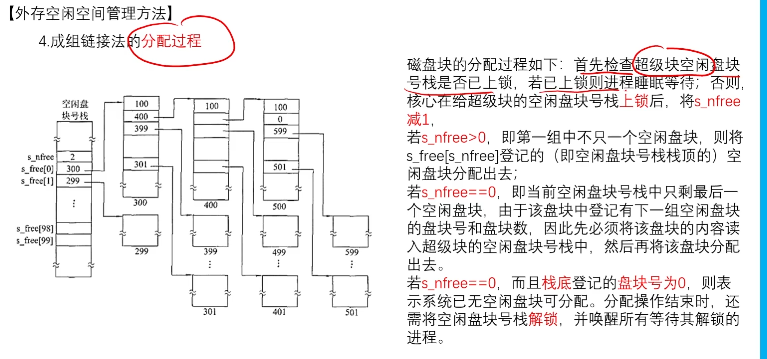 【外存空闲空间管理方法】
4.成组链接法的分配过程
空闲盘
块号栈
s_nfree
2
s_free[0]
300
s_free[1]
299
⋮
s_free[98]
s_free[99]
100
400
399
301
300
299
100
400
399
⋮
301
100
0
599
501
500
499
⋮
401
599
⋮
501
磁盘块的分配过程如下：首先检查超级块空闲盘块
号栈是否已上锁，若已上锁则进程睡眠等待；否则,
核心在给超级块的空闲盘块号栈上锁后，将s_nfree
减1，
若s_nfree>0，即第一组中不只一个空闲盘块，则将
s_free[s_nfree]登记的（即空闲盘块号栈栈顶的）空
闲盘块分配出去；
若s_nfree==0，即当前空闲盘块号栈中只剩最后一
个空闲盘块，由于该盘块中登记有下一组空闲盘块
的盘块号和盘块数，因此先必须将该盘块的内容读
入超级块的空闲盘块号栈中，然后再将该盘块分配
出去。
若s_nfree==0，而且栈底登记的盘块号为0，则表
示系统已无空闲盘块可分配。分配操作结束时，还
需将空闲盘块号栈解锁，并唤醒所有等待其解锁的
进程。